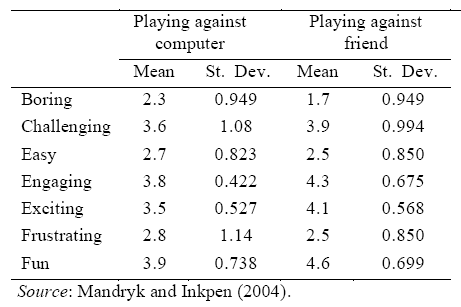 Playing against computer Playing against friend
Mean St. Dev. Mean St. Dev.
Boring 2.3 0.949 1.7 0.949
Challenging 3.6 1.08 3.9 0.994
Easy 2.7 0.823 2.5 0.850
Engaging 3.8 0.422 4.3 0.675
Exciting 3.5 0.527 4.1 0.568
Frustrating 2.8 1.14 2.5 0.850
Fun 3.9 0.738 4.6 0.699
Source: Mandryk and Inkpen (2004).